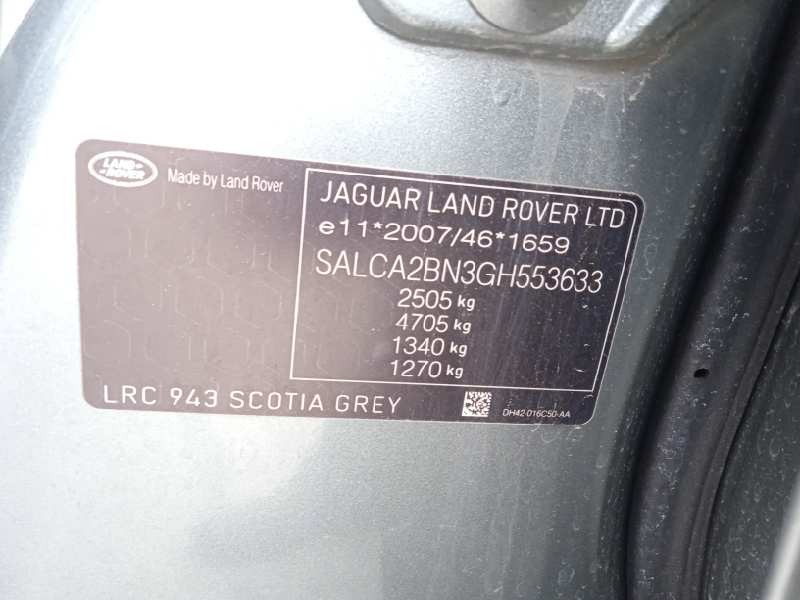 LAND ROVER
Made by Land Rover
JAGUAR LAND ROVER LTD
e11*2007/46*1659
SALCA2BN3GH553633
2505 kg
4705 kg
1340 kg
1270 kg
LRC 943 SCOTIA GREY
DH42-016C50-AA